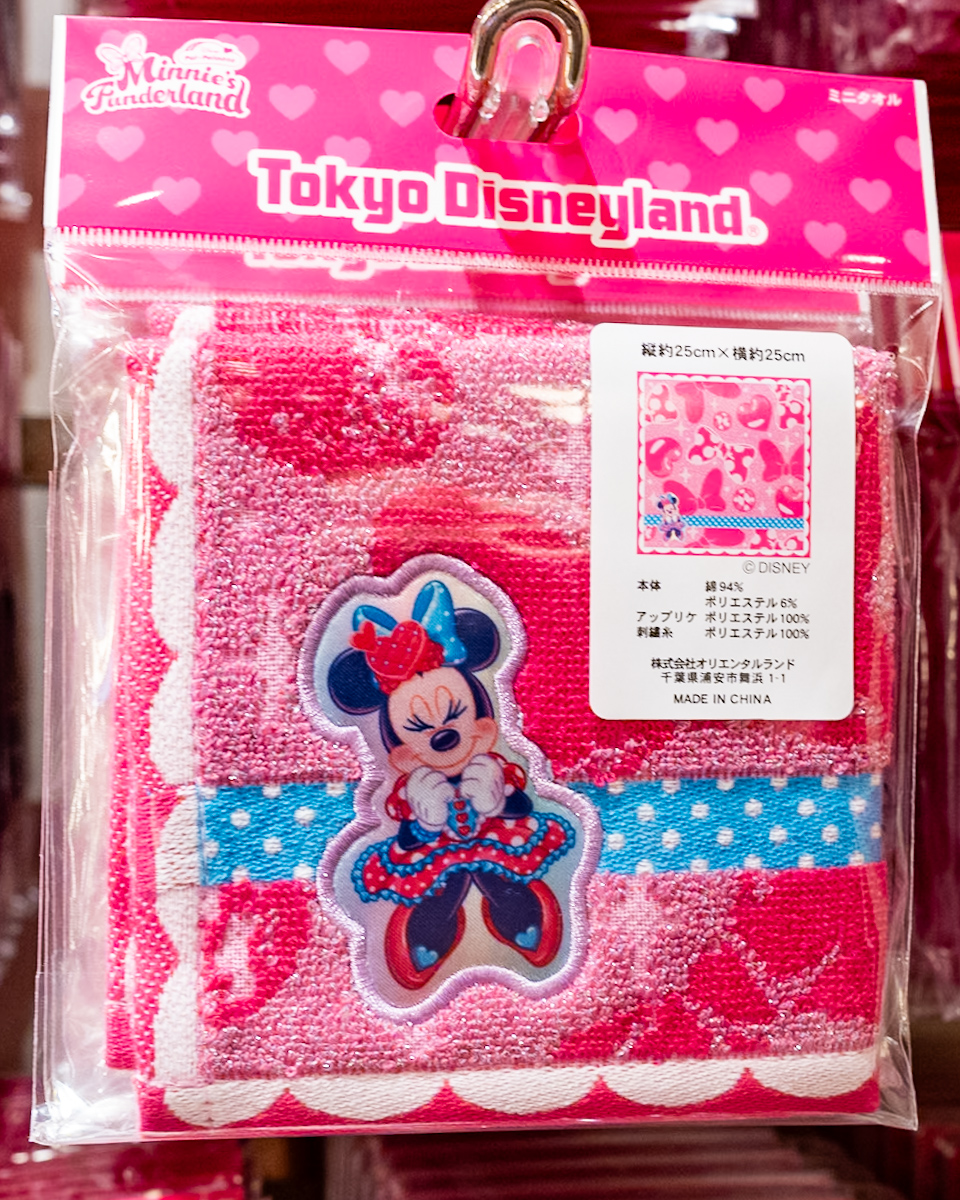 Minnie's
Funderland
ミニタオル
Tokyo Disneyland®
縦約25cm×横約25cm
© DISNEY
本体 綿94%
ポリエステル6%
アップリケ ポリエステル100%
刺繍糸 ポリエステル100%
株式会社オリエンタルランド
千葉県浦安市舞浜 1-1
MADE IN CHINA